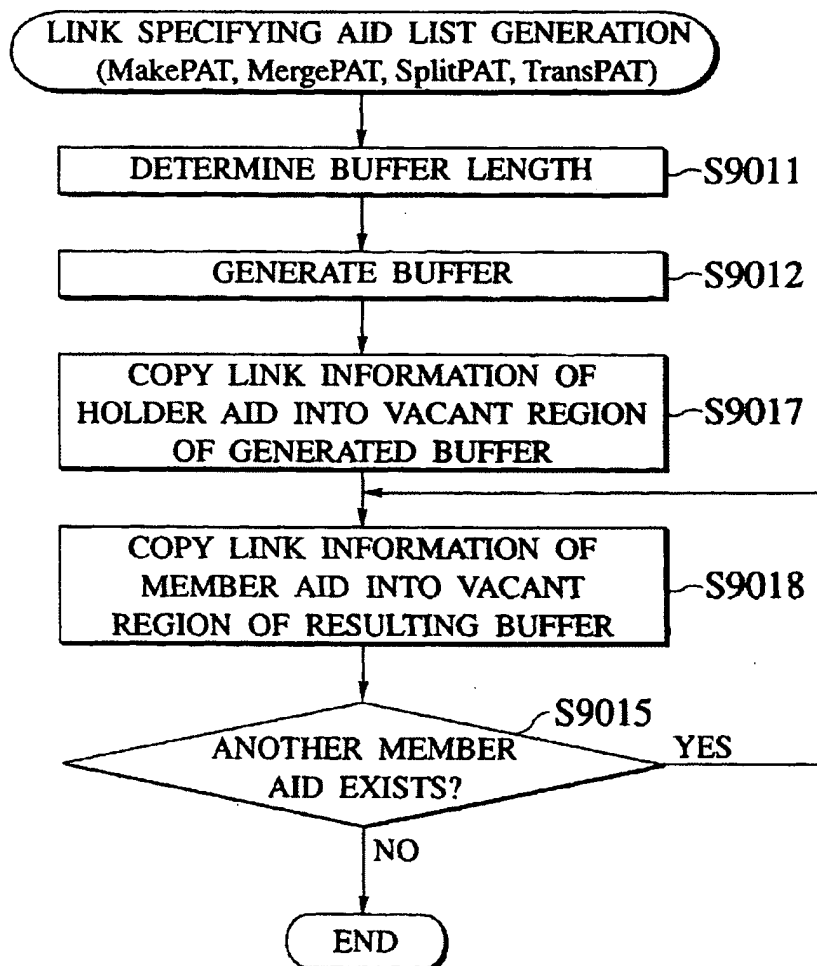 LINK SPECIFYING AID LIST GENERATION
(MakePAT, MergePAT, SplitPAT, TransPAT)
DETERMINE BUFFER LENGTH
S9011
GENERATE BUFFER
S9012
COPY LINK INFORMATION OF
HOLDER AID INTO VACANT REGION
OF GENERATED BUFFER
S9017
COPY LINK INFORMATION OF
MEMBER AID INTO VACANT
REGION OF RESULTING BUFFER
S9018
S9015
ANOTHER MEMBER
AID EXISTS?
YES
NO
END